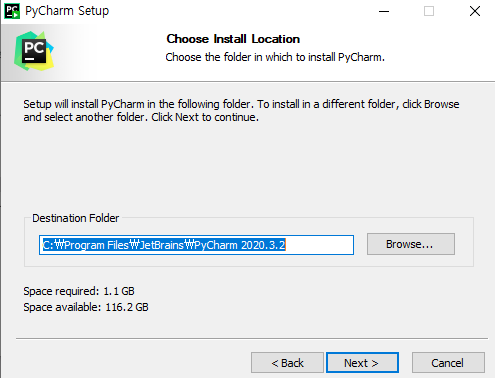 PyCharm Setup
PC
Choose Install Location
Choose the folder in which to install PyCharm.
Setup will install PyCharm in the following folder. To install in a different folder, click Browse
and select another folder. Click Next to continue.
Destination Folder
C:₩Program Files₩JetBrains₩PyCharm 2020.3.2
Browse...
Space required: 1.1 GB
Space available: 116.2 GB
< Back
Next >
Cancel